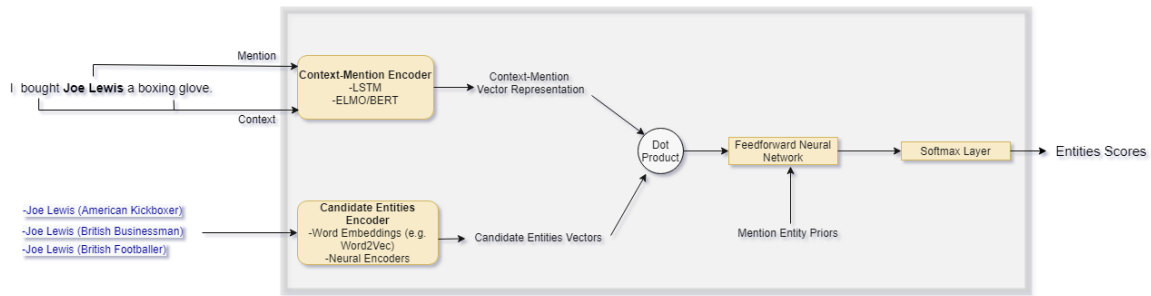 Mention
I bought Joe Lewis a boxing glove.
Context
Context-Mention Encoder
-LSTM
-ELMO/BERT
Context-Mention
Vector Representation
-Joe Lewis (American Kickboxer)
-Joe Lewis (British Businessman)
-Joe Lewis (British Footballer)
Candidate Entities
Encoder
-Word Embeddings (e.g.
Word2Vec)
-Neural Encoders
Candidate Entities Vectors
Dot
Product
Feedforward Neural
Network
Mention Entity Priors
Softmax Layer
Entities Scores